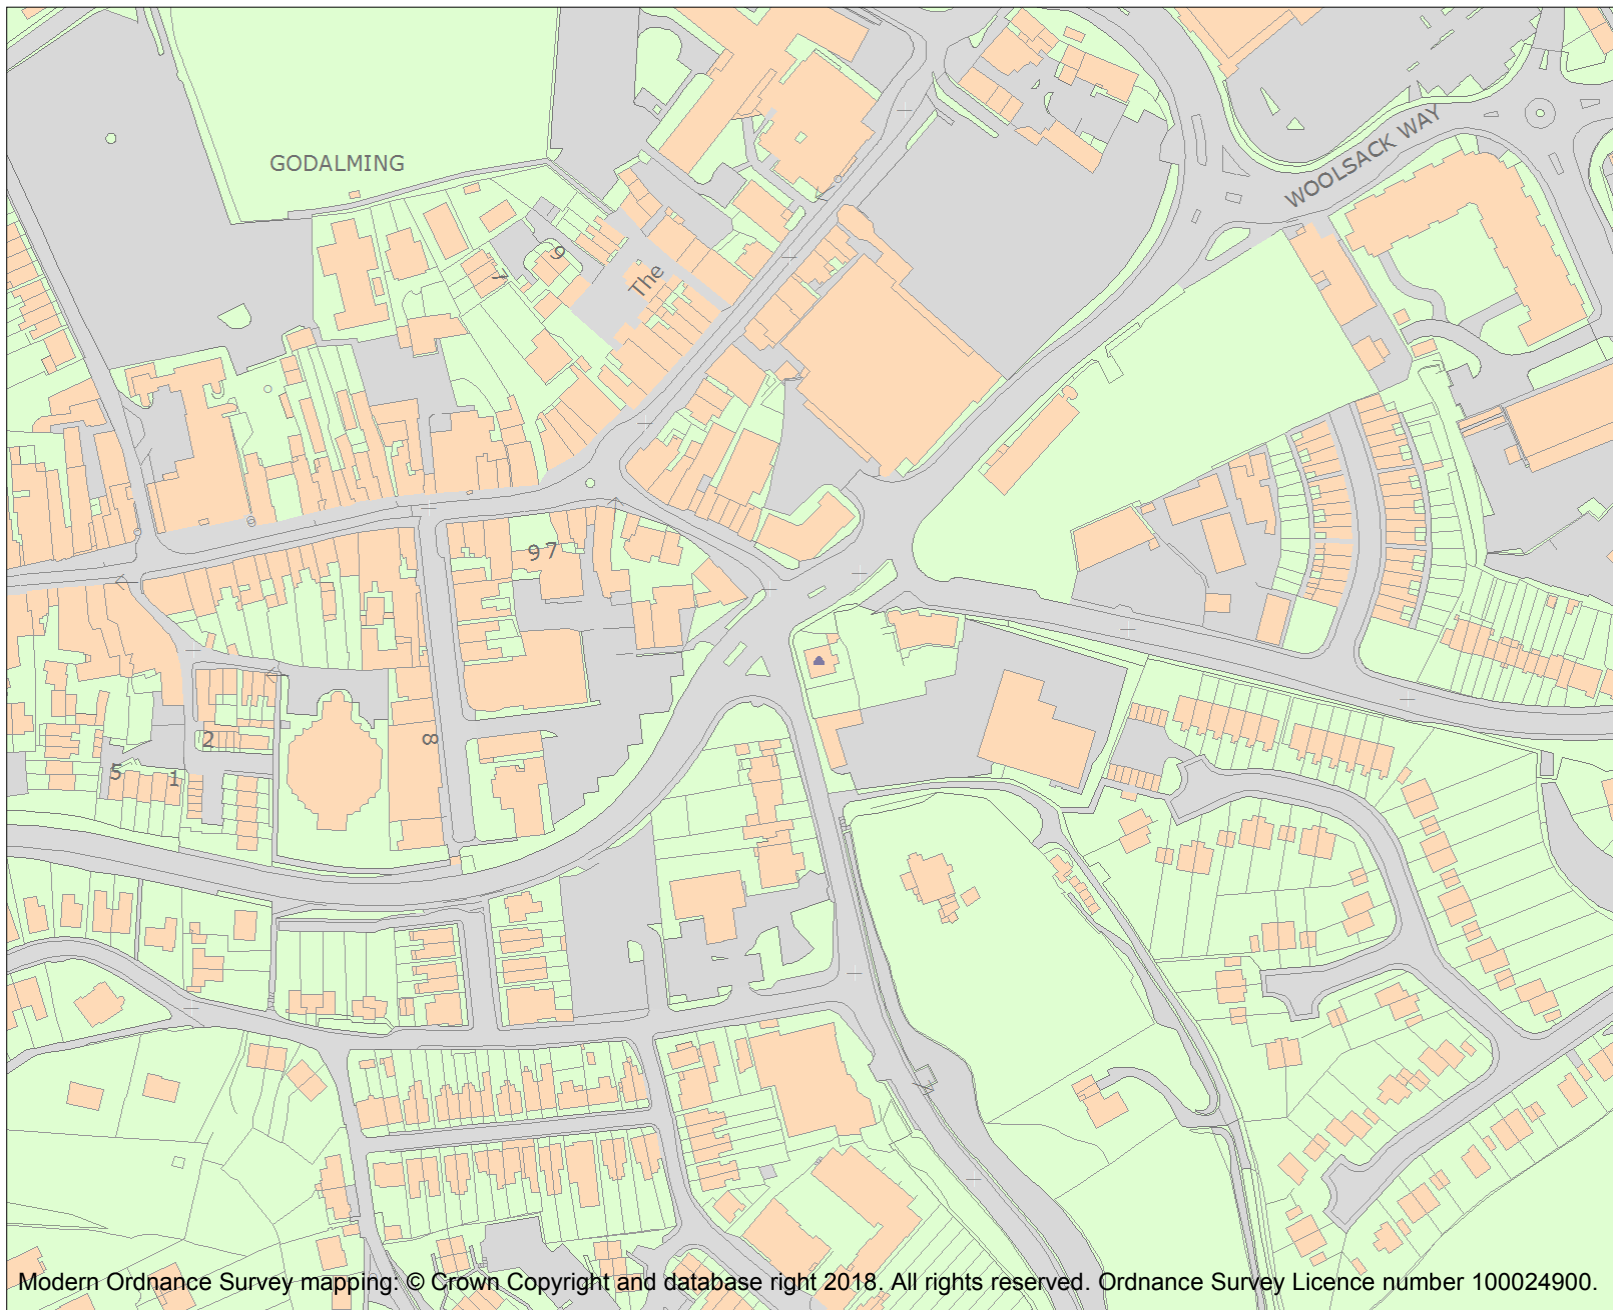 WOOLSACK WAY
GODALMING
9
7
The
97
2
8
5
1
Modern Ordnance Survey mapping: © Crown Copyright and database right 2018. All rights reserved. Ordnance Survey Licence number 100024900.